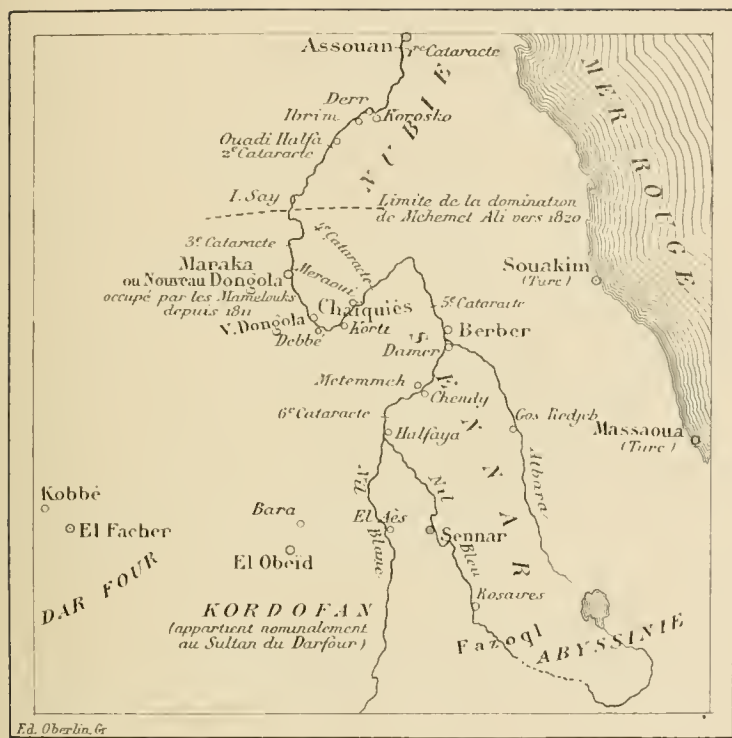 Assouan
1re Cataracte
MER ROUGE
NUBIE
Derr
Ibrim
Korosko
Ouadi Halfa
2e Cataracte
I. Say
Limite de la domination
de Mehemet Ali vers 1820
3e Cataracte
4e Cataracte
Maraka
ou Nouveau Dongola
occupé par les Mamelouks
depuis 1811
Meraoui
Chaiquiés
Souakim
(Turc)
5e Cataracte
V. Dongola
Korti
Debbé
Berber
Damer
SENNAR
Metemmeh
Chendy
6e Cataracte
Halfaya
Gos Redjeb
Atbara
Massaoua
(Turc)
Kobbé
El Facher
DAR FOUR
Bara
El Obeïd
Nil Blanc
El Aès
Nil Bleu
Sennar
KORDOFAN
(appartient nominalement
au Sultan du Darfour)
Rosaires
Fazoql
ABYSSINIE
Ed. Oberlin, Gr